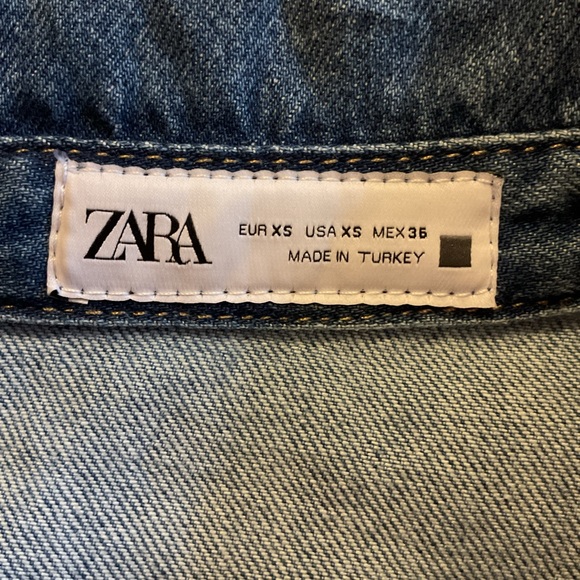 ZARA
EUR XS USA XS MEX 36
MADE IN TURKEY